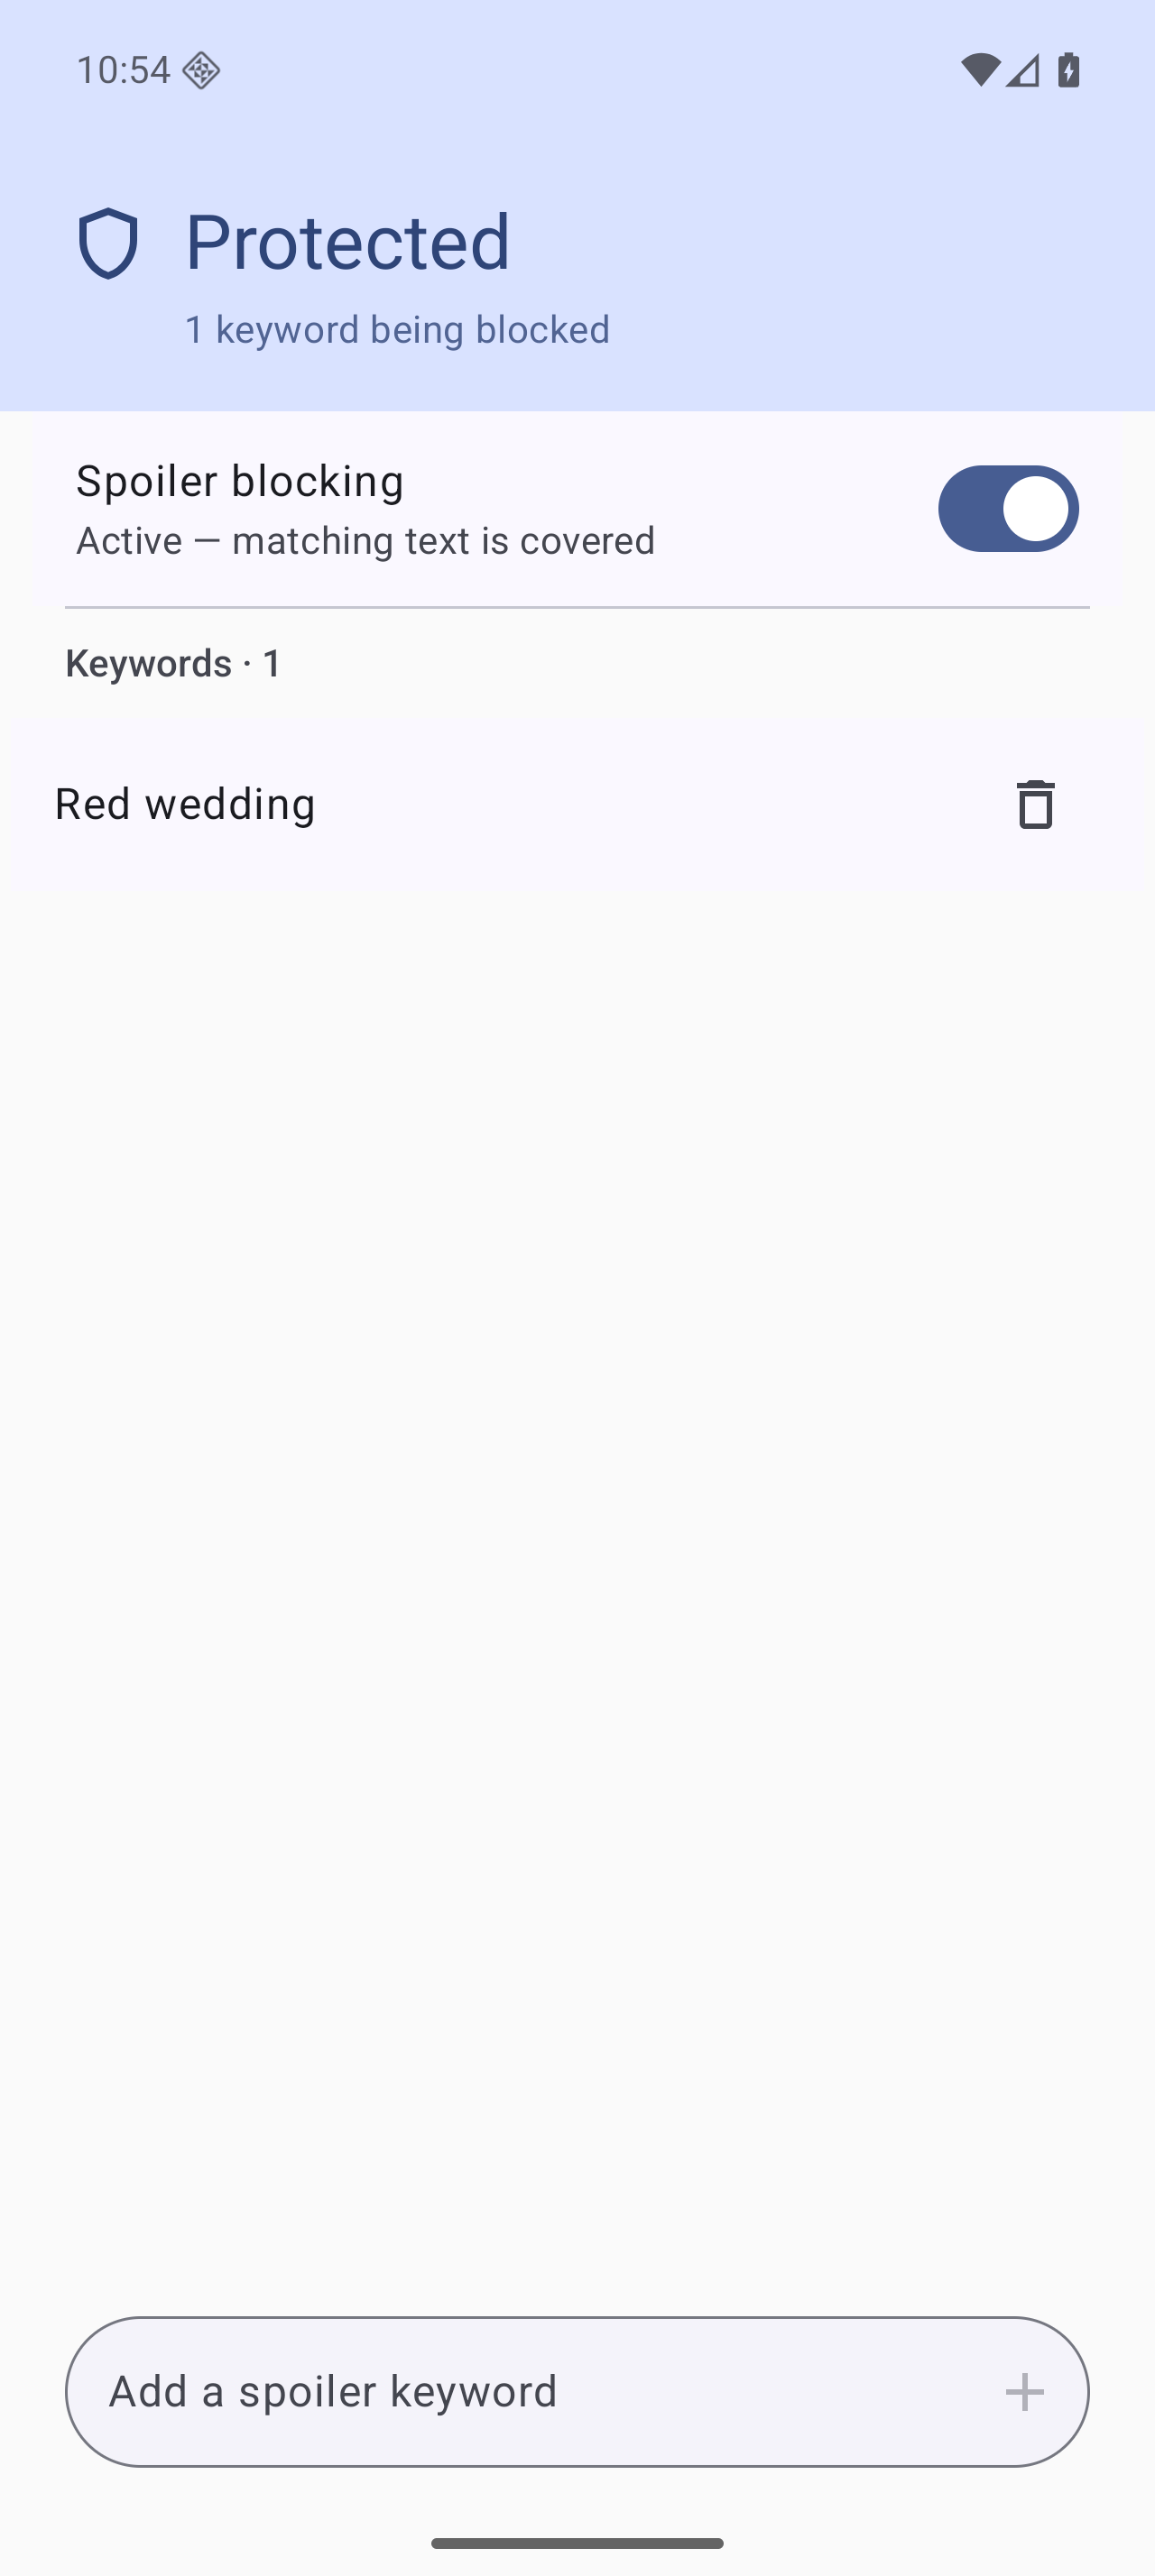 10:54
Protected
1 keyword being blocked
Spoiler blocking
Active — matching text is covered
Keywords · 1
Red wedding
Add a spoiler keyword